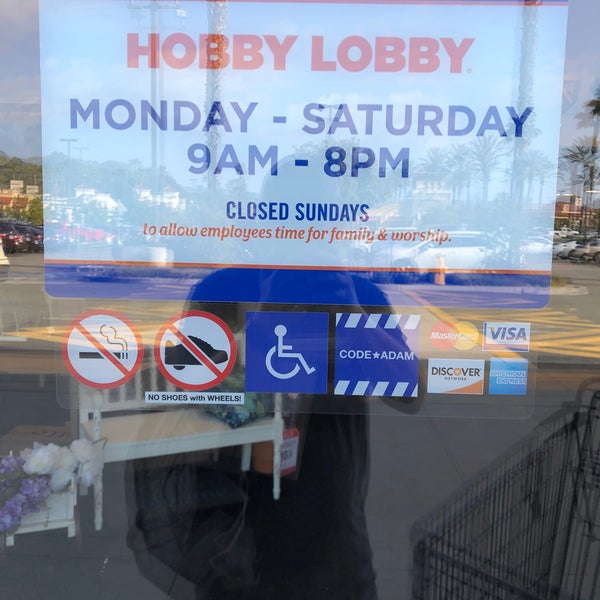 HOBBY LOBBY
MONDAY - SATURDAY
9AM - 8PM
CLOSED SUNDAYS
to allow employees time for family & worship.
NO SHOES with WHEELS!
CODE★ADAM
MasterCard
VISA
DISCOVER
NETWORK
AMERICAN
EXPRESS